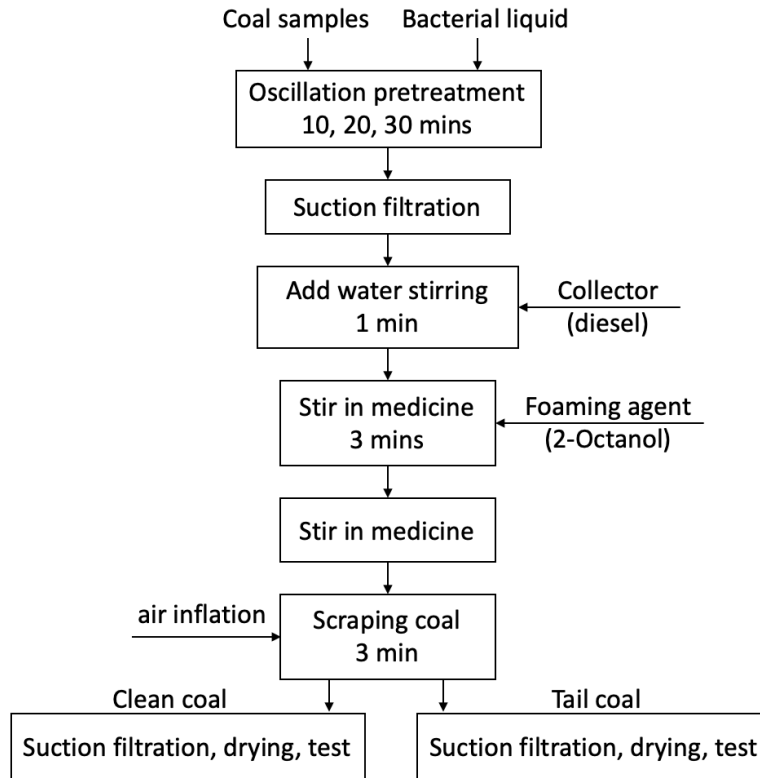 Coal samples Bacterial liquid
Oscillation pretreatment
10, 20, 30 mins
Suction filtration
Add water stirring
1 min
Collector
(diesel)
Stir in medicine
3 mins
Foaming agent
(2-Octanol)
Stir in medicine
air inflation
Scraping coal
3 min
Clean coal
Tail coal
Suction filtration, drying, test
Suction filtration, drying, test